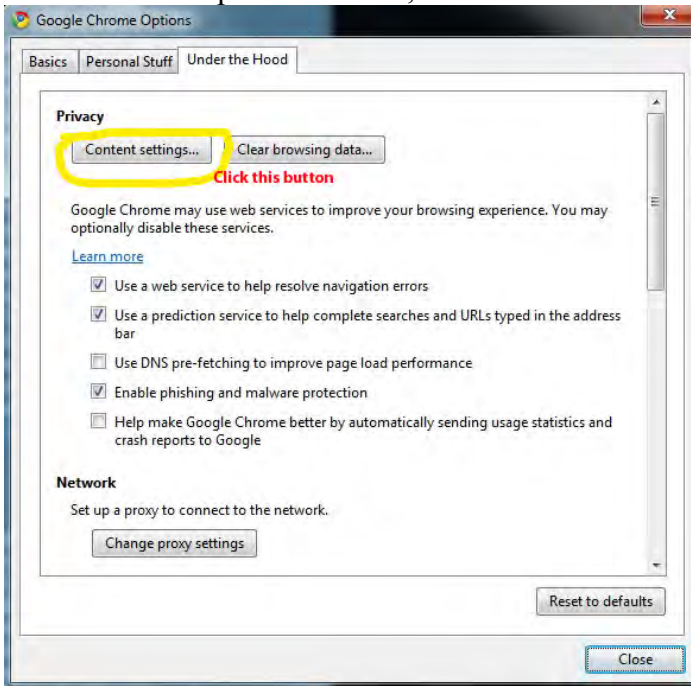 Google Chrome Options
Basics Personal Stuff Under the Hood
Privacy
Content settings... Clear browsing data...
Click this button
Google Chrome may use web services to improve your browsing experience. You may
optionally disable these services.
Learn more
Use a web service to help resolve navigation errors
Use a prediction service to help complete searches and URLs typed in the address
bar
Use DNS pre-fetching to improve page load performance
Enable phishing and malware protection
Help make Google Chrome better by automatically sending usage statistics and
crash reports to Google
Network
Set up a proxy to connect to the network.
Change proxy settings
Reset to defaults
Close